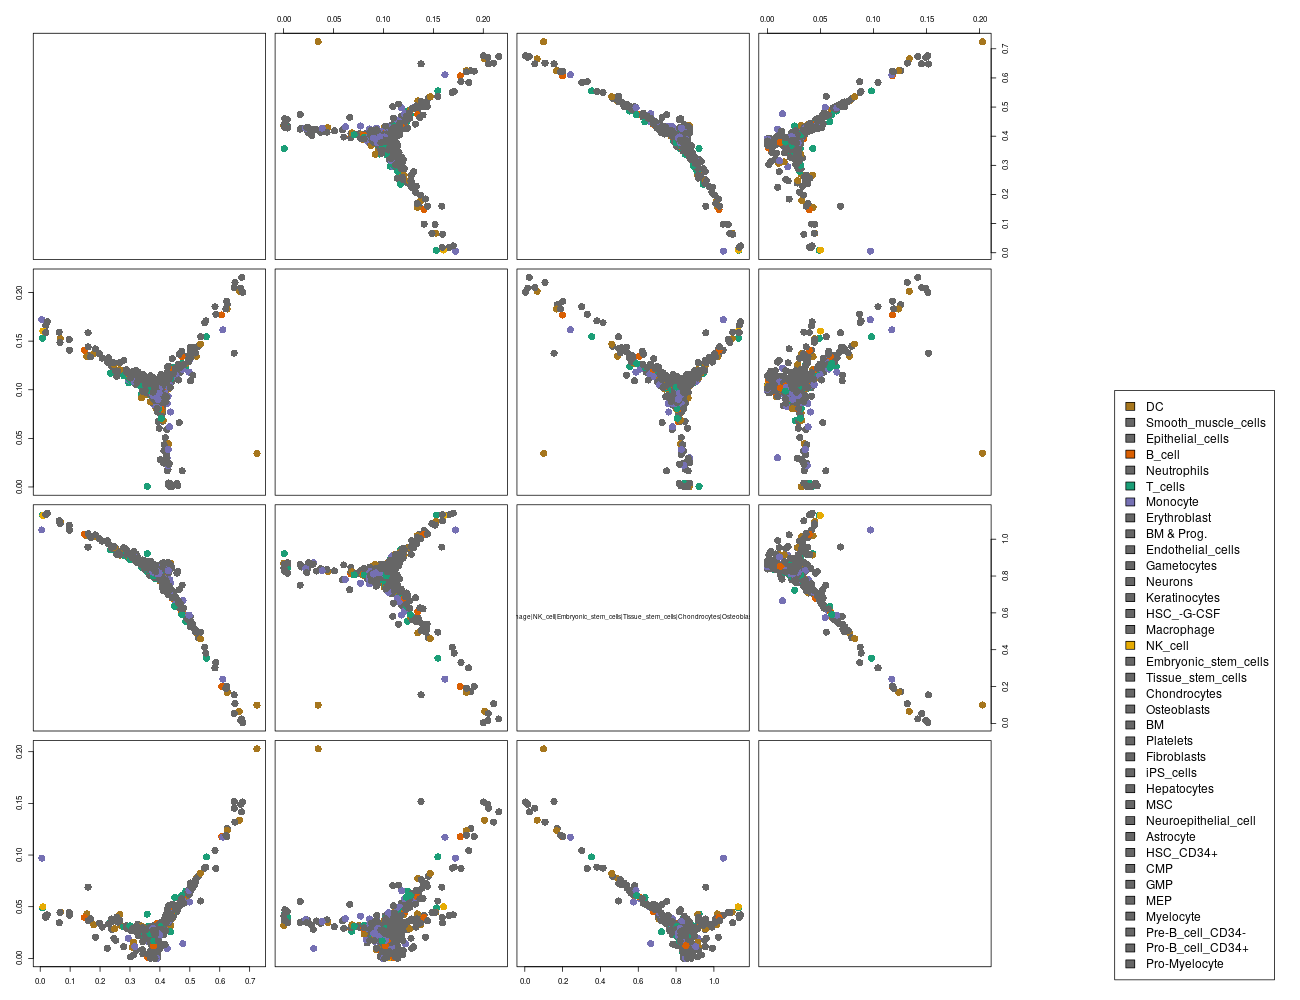 0.00 0.05 0.10 0.15 0.20 0.00 0.05 0.10 0.15 0.20
0.0 0.1 0.2 0.3 0.4 0.5 0.6 0.7
0.00 0.05 0.10 0.15 0.20
0.0 0.2 0.4 0.6 0.8 1.0
age|NK_cell|Embryonic_stem_cells|Tissue_stem_cells|Chondrocytes|Osteobla
0.00 0.05 0.10 0.15 0.20
0.0 0.1 0.2 0.3 0.4 0.5 0.6 0.7 0.0 0.2 0.4 0.6 0.8 1.0
DC
Smooth_muscle_cells
Epithelial_cells
B_cell
Neutrophils
T_cells
Monocyte
Erythroblast
BM & Prog.
Endothelial_cells
Gametocytes
Neurons
Keratinocytes
HSC_-G-CSF
Macrophage
NK_cell
Embryonic_stem_cells
Tissue_stem_cells
Chondrocytes
Osteoblasts
BM
Platelets
Fibroblasts
iPS_cells
Hepatocytes
MSC
Neuroepithelial_cell
Astrocyte
HSC_CD34+
CMP
GMP
MEP
Myelocyte
Pre-B_cell_CD34-
Pro-B_cell_CD34+
Pro-Myelocyte